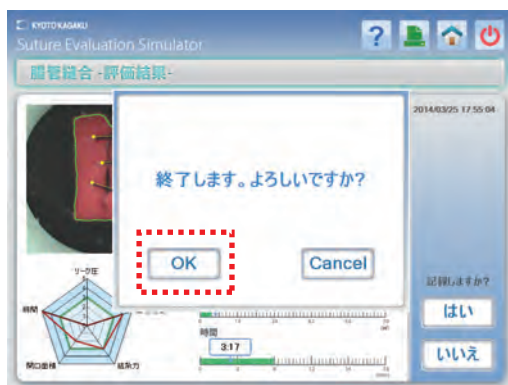 KYOTO KAGAKU
Suture Evaluation Simulator
?
腸管縫合 -評価結果-
2014/03/25 17:55:04
終了します。よろしいですか?
OK
Cancel
リーク圧
時間
開口面積
結紮力
時間
3:17
記録しますか?
はい
いいえ